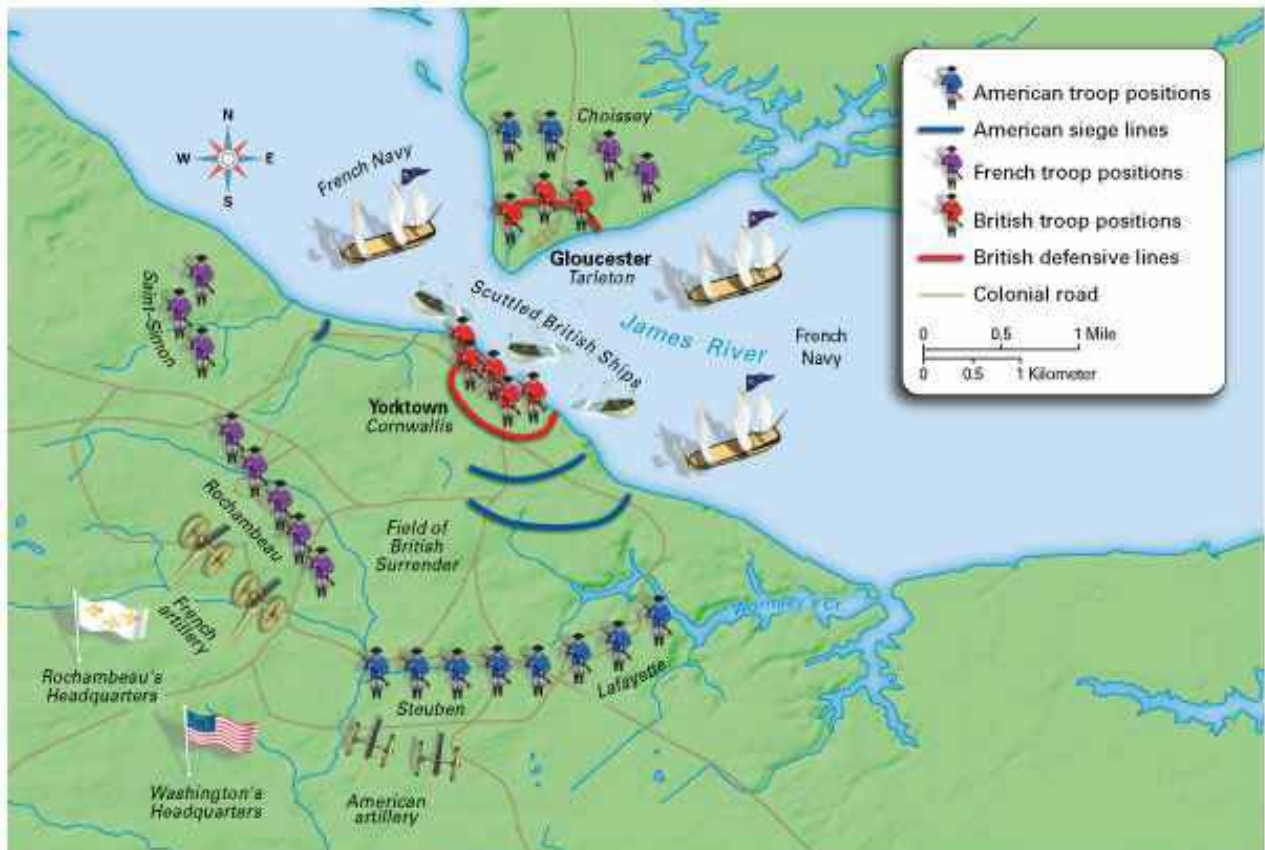 N
W
E
S
French Navy
Choissey
Gloucester
Tarleton
Scuttled British Ships
James River
French
Navy
Saint-Simon
Yorktown
Cornwallis
Rochambeau
Field of
British
Surrender
French
artillery
Wormley's Cr.
Rochambeau's
Headquarters
Steuben
Lafayette
Washington's
Headquarters
American
artillery
American troop positions
American siege lines
French troop positions
British troop positions
British defensive lines
Colonial road
0 0.5 1 Mile
0 0.5 1 Kilometer